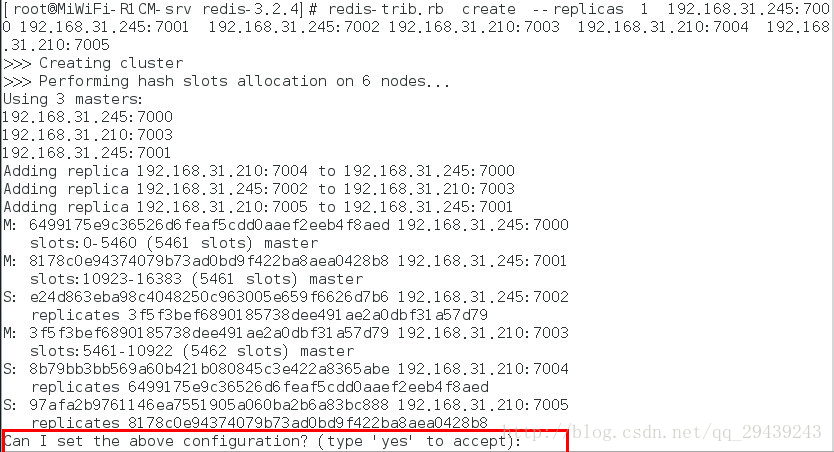 [root@MiWiFi-R1CM-srv redis-3.2.4]# redis-trib.rb  create  --replicas  1  192.168.31.245:700
0 192.168.31.245:7001  192.168.31.245:7002 192.168.31.210:7003  192.168.31.210:7004  192.168
.31.210:7005
>>> Creating cluster
>>> Performing hash slots allocation on 6 nodes...
Using 3 masters:
192.168.31.245:7000
192.168.31.210:7003
192.168.31.245:7001
Adding replica 192.168.31.210:7004 to 192.168.31.245:7000
Adding replica 192.168.31.245:7002 to 192.168.31.210:7003
Adding replica 192.168.31.210:7005 to 192.168.31.245:7001
M: 6499175e9c36526d6feaf5cdd0aaef2eeb4f8aed 192.168.31.245:7000
   slots:0-5460 (5461 slots) master
M: 8178c0e94374079b73ad0bd9f422ba8aea0428b8 192.168.31.245:7001
   slots:10923-16383 (5461 slots) master
S: e24d863eba98c4048250c963005e659f6626d7b6 192.168.31.245:7002
   replicates 3f5f3bef6890185738dee491ae2a0dbf31a57d79
M: 3f5f3bef6890185738dee491ae2a0dbf31a57d79 192.168.31.210:7003
   slots:5461-10922 (5462 slots) master
S: 8b79bb3bb569a60b421b080845c3e422a8365abe 192.168.31.210:7004
   replicates 6499175e9c36526d6feaf5cdd0aaef2eeb4f8aed
S: 97afa2b9761146ea7551905a060ba2b6a83bc888 192.168.31.210:7005
   replicates 8178c0e94374079b73ad0bd9f422ba8aea0428b8
Can I set the above configuration? (type 'yes' to accept):
http://blog.csdn.net/qq_29439243